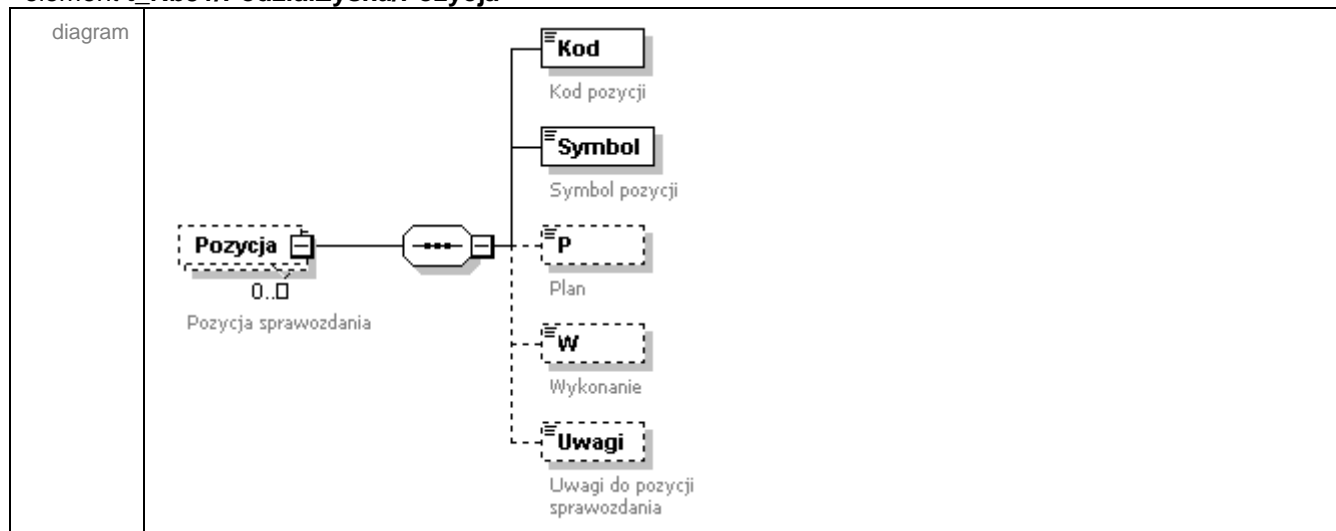 diagram
Kod
Kod pozycji
Symbol
Symbol pozycji
Pozycja
0..
Pozycja sprawozdania
P
Plan
W
Wykonanie
Uwagi
Uwagi do pozycji
sprawozdania